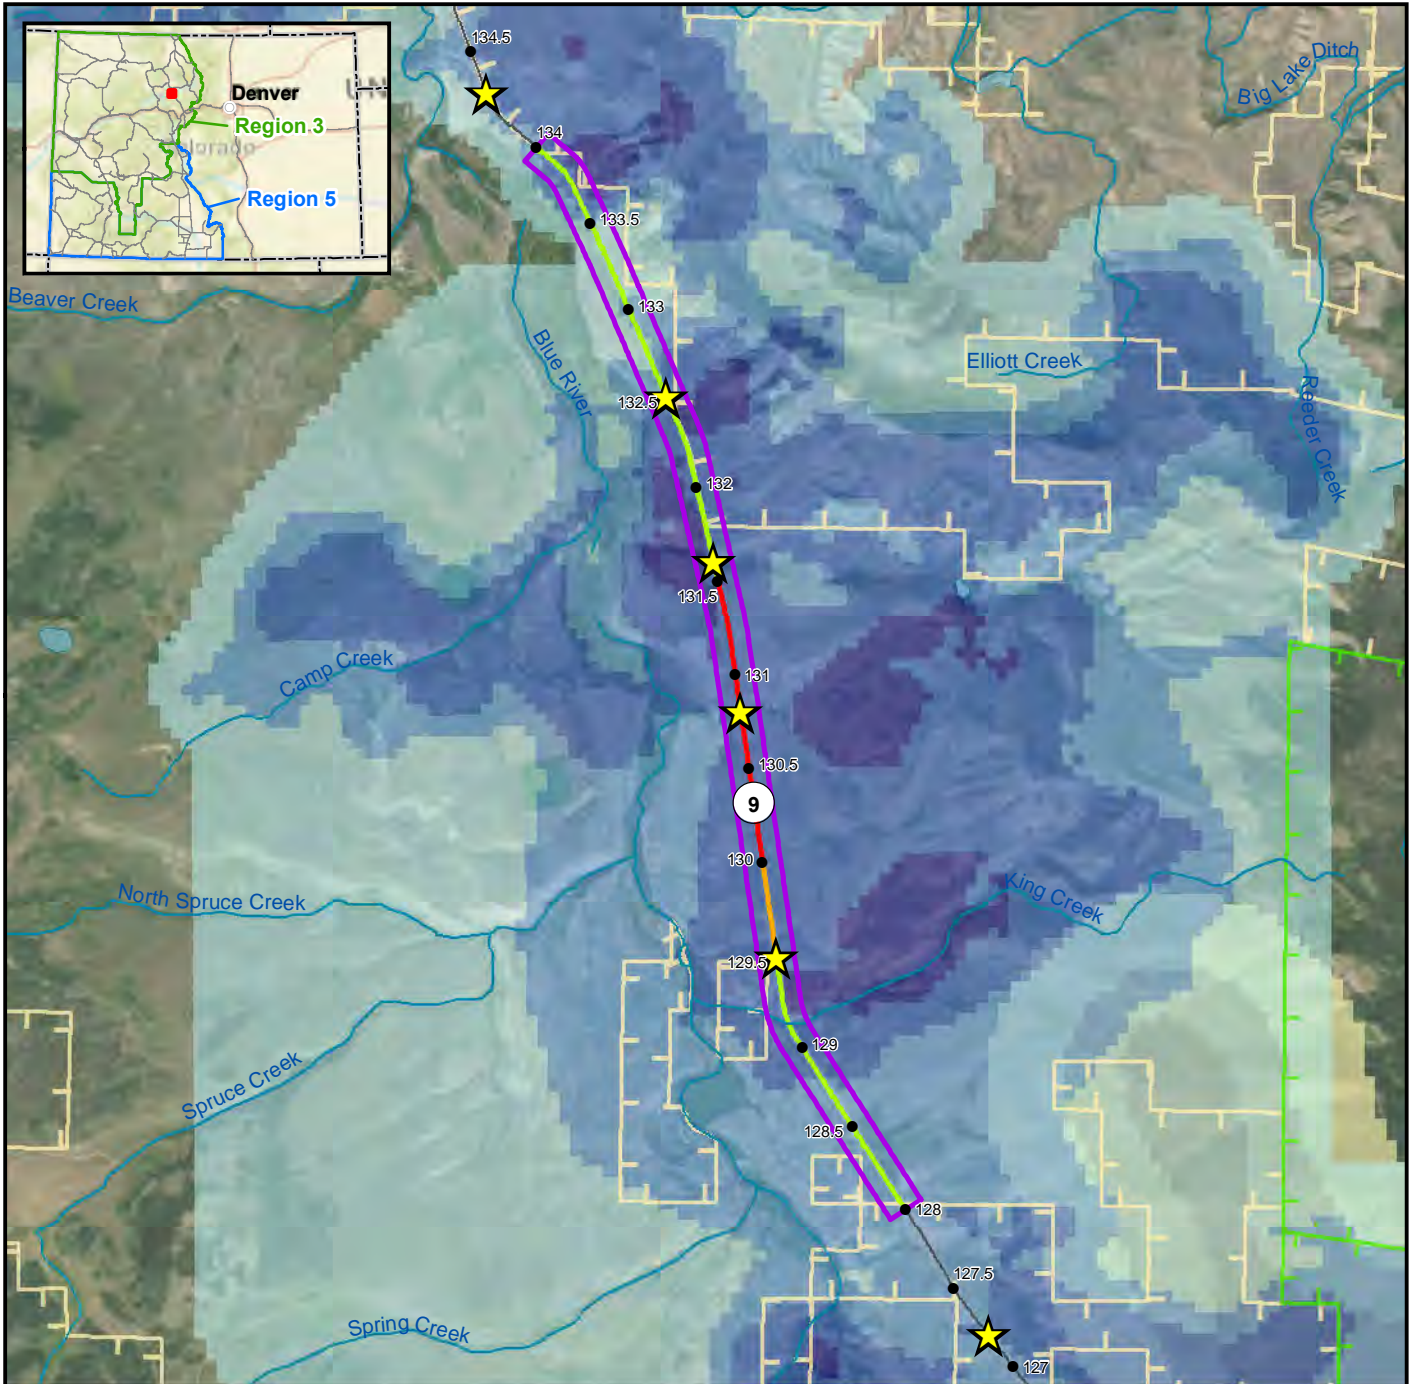 134.5
Big Lake Ditch
Denver
Region 3
Colorado
Region 5
134
133.5
Beaver Creek
133
Blue River
Elliott Creek
Reeder Creek
132.5
132
131.5
Camp Creek
131
130.5
9
130
King Creek
North Spruce Creek
129.5
129
Spruce Creek
128.5
128
127.5
Spring Creek
127